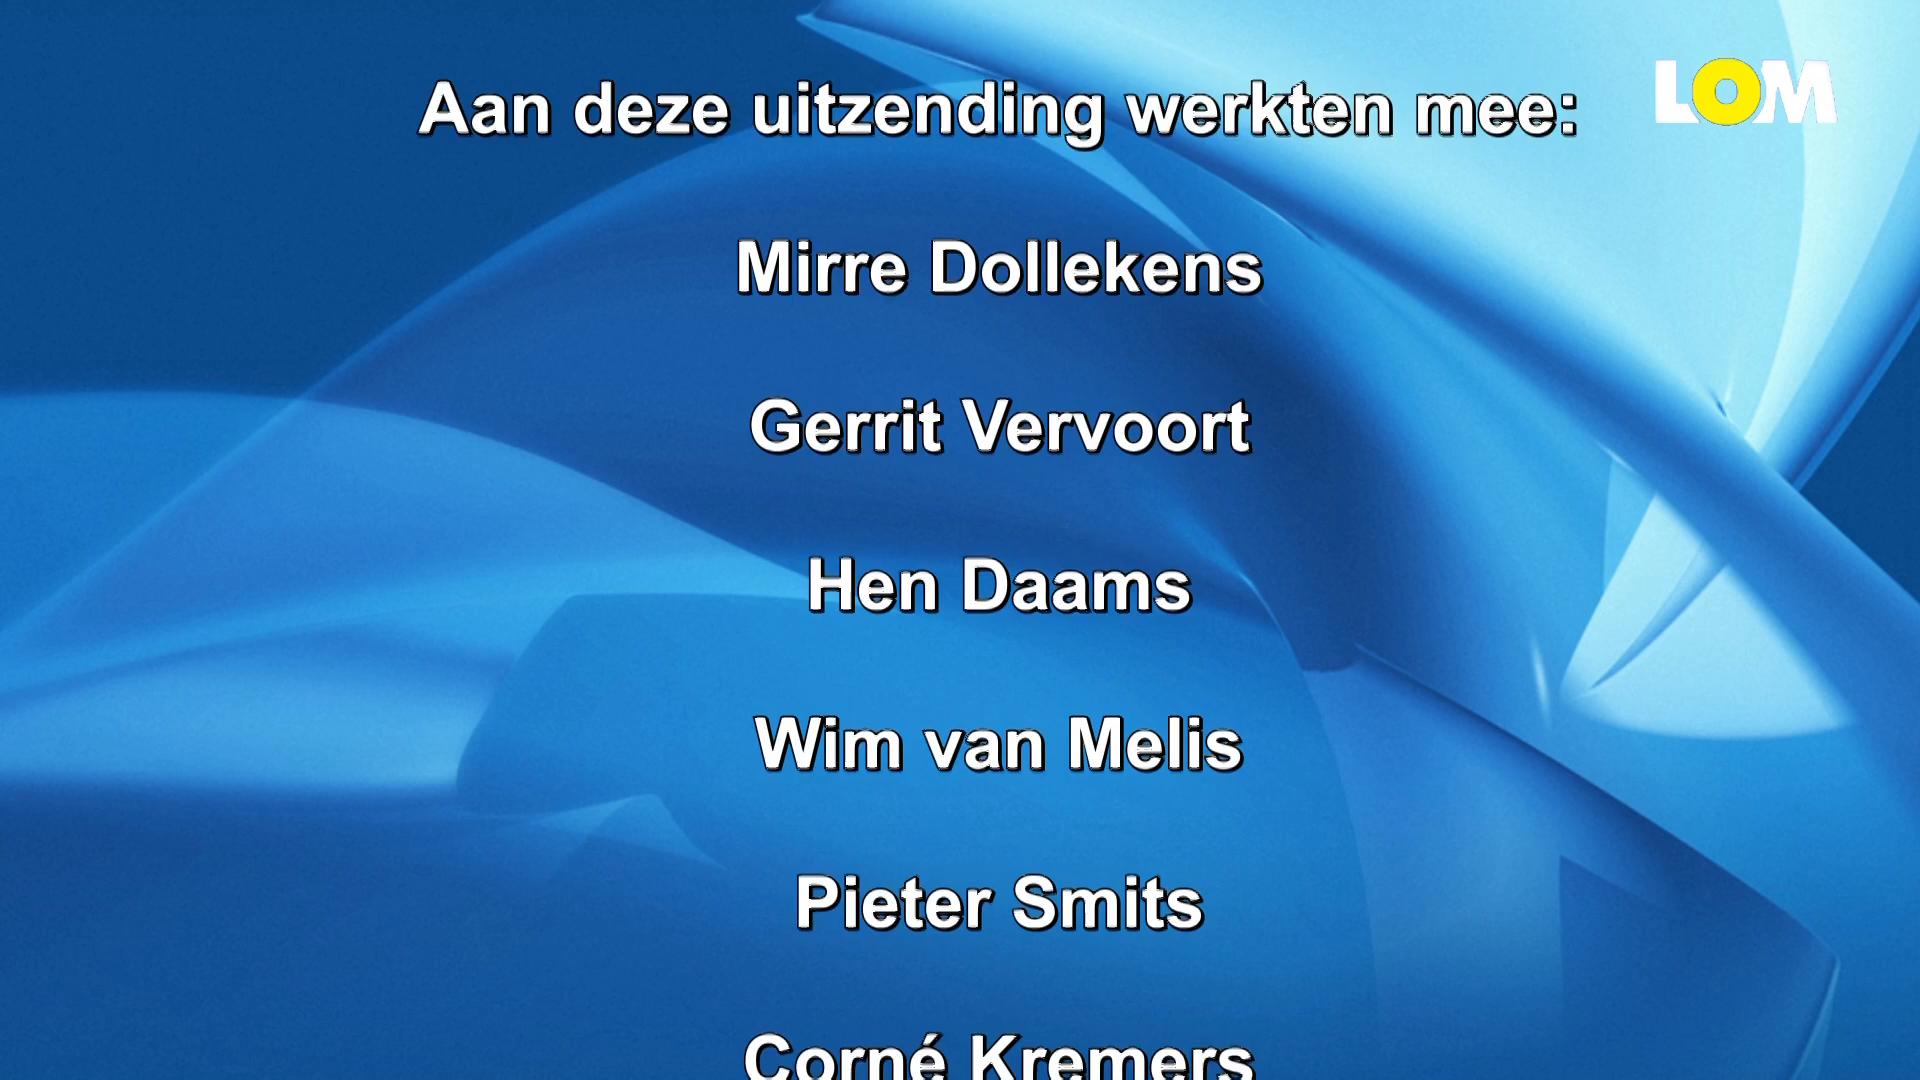 Aan deze uitzending werkten mee:
LOM
Mirre Dollekens
Gerrit Vervoort
Hen Daams
Wim van Melis
Pieter Smits
Corné Kremers